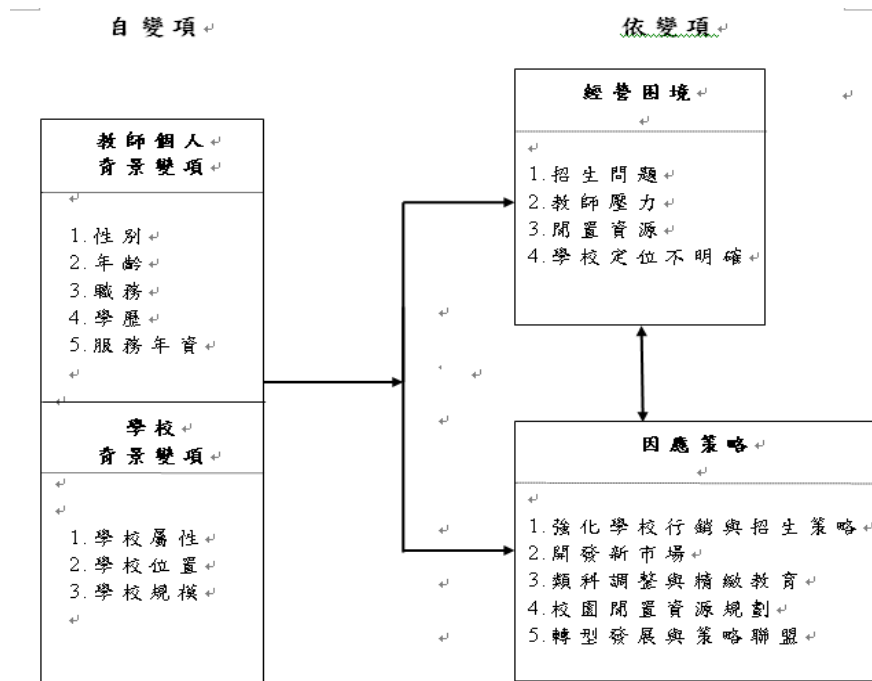 自變項
依變項
教師個人
背景變項
1.性別
2.年齡
3.職務
4.學歷
5.服務年資
學校
背景變項
1.學校屬性
2.學校位置
3.學校規模
經營困境
1.招生問題
2.教師壓力
3.閒置資源
4.學校定位不明確
因應策略
1.強化學校行銷與招生策略
2.開發新市場
3.類科調整與精緻教育
4.校園閒置資源規劃
5.轉型發展與策略聯盟